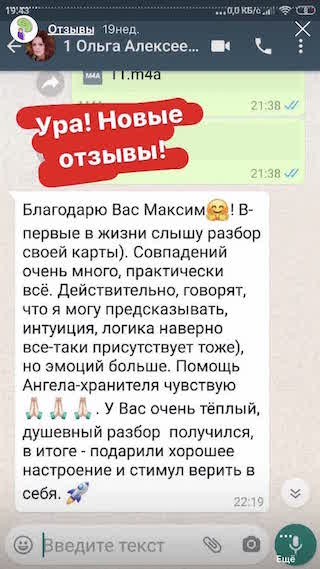 19:43 ...0,0 КБ/с
Отзывы 19нед.
1 Ольга Алексее...
M4A 11.m4a
21:38
Ура! Новые
отзывы!
21:38
Благодарю Вас Максим🤗! В-
первые в жизни слышу разбор
своей карты). Совпадений
очень много, практически
всё. Действительно, говорят,
что я могу предсказывать,
интуиция, логика наверно
все-таки присутствует тоже),
но эмоций больше. Помощь
Ангела-хранителя чувствую
🙏🏻🙏🏻🙏🏻. У Вас очень тёплый,
душевный разбор получился,
в итоге - подарили хорошее
настроение и стимул верить в
себя. 🚀
22:19
Введите текст
Ещё